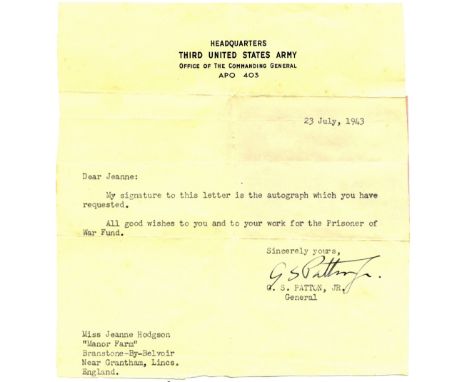 HEADQUARTERS
THIRD UNITED STATES ARMY
OFFICE OF THE COMMANDING GENERAL
APO 403
23 July, 1943
Dear Jeanne:
My signature to this letter is the autograph which you have
requested.
All good wishes to you and to your work for the Prisoner of
War Fund.
Sincerely yours,
G S Patton Jr.
G. S. PATTON, JR.
General
Miss Jeanne Hodgson
"Manor Farm"
Branstone-By-Belvoir
Near Grantham, Lincs.
England.